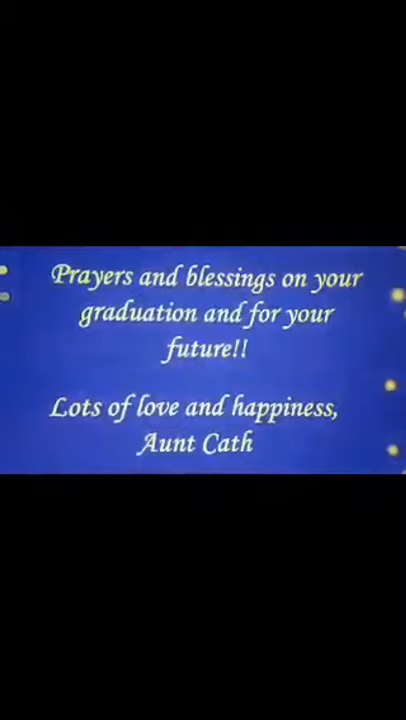 Prayers and blessings on your
graduation and for your
future!!
Lots of love and happiness,
Aunt Cath